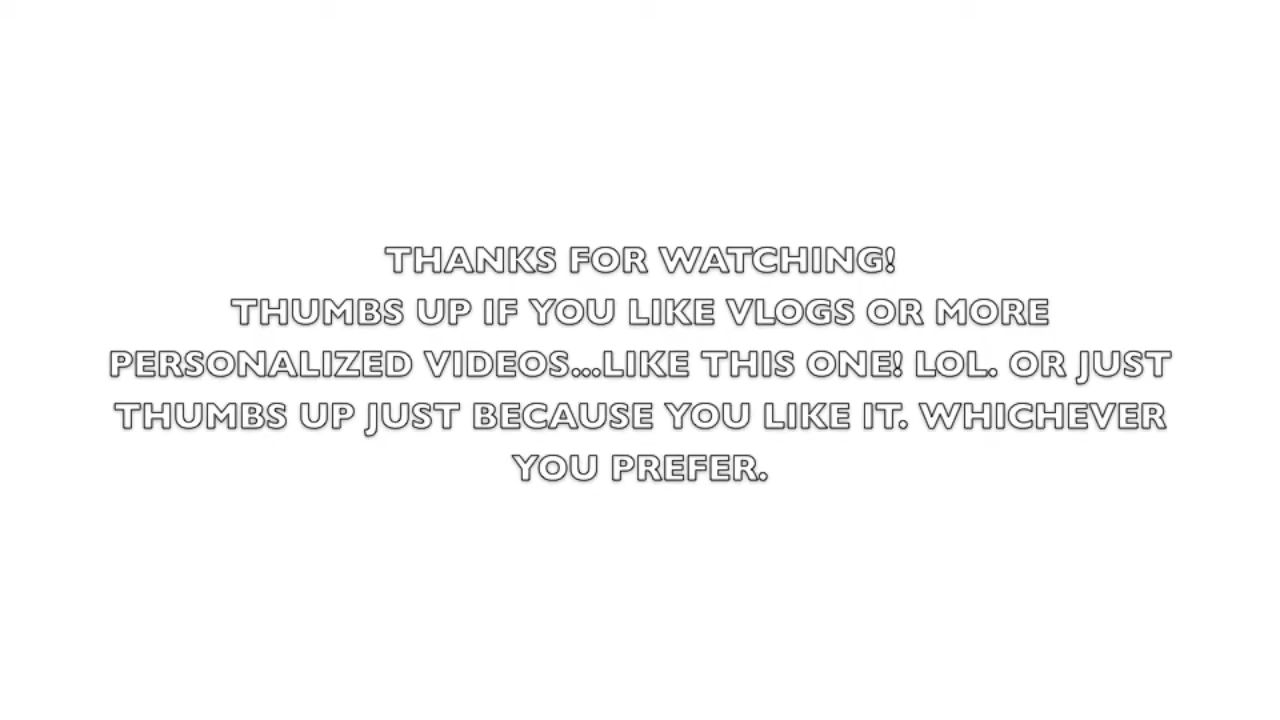 THANKS FOR WATCHING!
THUMBS UP IF YOU LIKE VLOGS OR MORE
PERSONALIZED VIDEOS...LIKE THIS ONE! LOL. OR JUST
THUMBS UP JUST BECAUSE YOU LIKE IT. WHICHEVER
YOU PREFER.